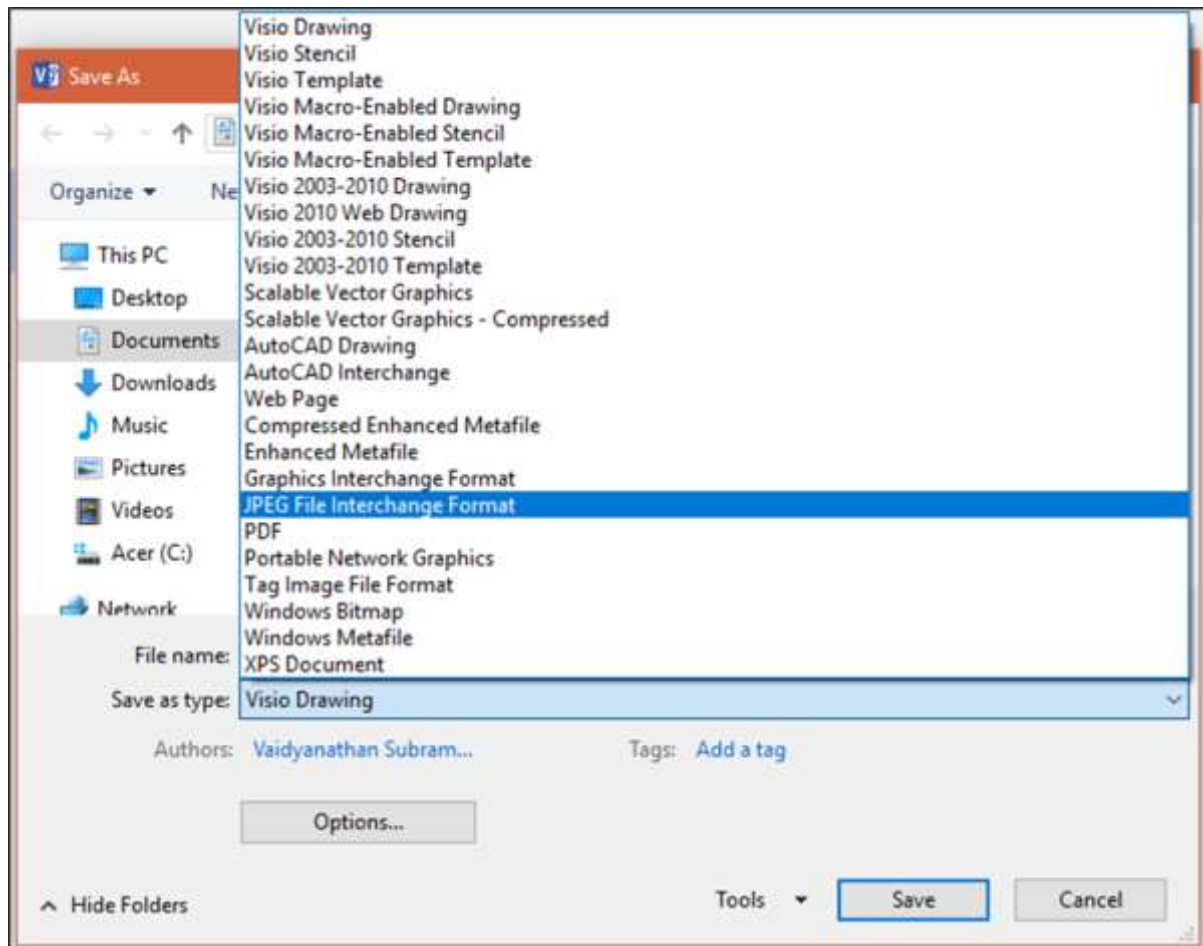 Save As
Organize
Ne
This PC
Desktop
Documents
Downloads
Music
Pictures
Videos
Acer (C:)
Network
Visio Drawing
Visio Stencil
Visio Template
Visio Macro-Enabled Drawing
Visio Macro-Enabled Stencil
Visio Macro-Enabled Template
Visio 2003-2010 Drawing
Visio 2010 Web Drawing
Visio 2003-2010 Stencil
Visio 2003-2010 Template
Scalable Vector Graphics
Scalable Vector Graphics - Compressed
AutoCAD Drawing
AutoCAD Interchange
Web Page
Compressed Enhanced Metafile
Enhanced Metafile
Graphics Interchange Format
JPEG File Interchange Format
PDF
Portable Network Graphics
Tag Image File Format
Windows Bitmap
Windows Metafile
XPS Document
File name:
Save as type: Visio Drawing
Authors: Vaidyanathan Subram... Tags: Add a tag
Options...
Hide Folders Tools Save Cancel